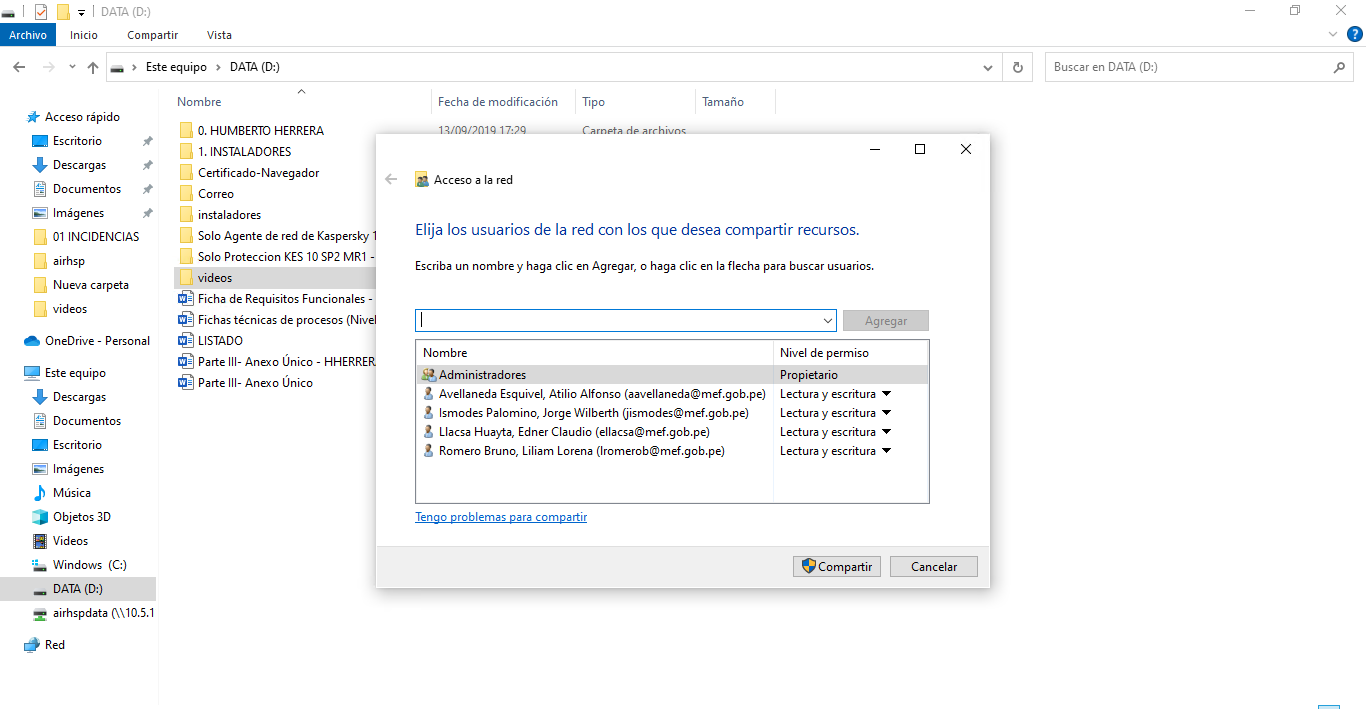 DATA (D:)
Archivo Inicio Compartir Vista
Este equipo > DATA (D:)
Buscar en DATA (D:)
Acceso rápido
Escritorio
Descargas
Documentos
Imágenes
01 INCIDENCIAS
airhsp
Nueva carpeta
videos
OneDrive - Personal
Este equipo
Descargas
Documentos
Escritorio
Imágenes
Música
Objetos 3D
Videos
Windows (C:)
DATA (D:)
airhspdata (\\10.5.1
Red
Nombre Fecha de modificación Tipo Tamaño
0. HUMBERTO HERRERA 13/09/2019 17:29 Carpeta de archivos
1. INSTALADORES
Certificado-Navegador
Correo
instaladores
Solo Agente de red de Kaspersky 1
Solo Proteccion KES 10 SP2 MR1 -
videos
Ficha de Requisitos Funcionales -
Fichas técnicas de procesos (Nivel
LISTADO
Parte III- Anexo Único - HHERRER
Parte III- Anexo Único
Acceso a la red
Elija los usuarios de la red con los que desea compartir recursos.
Escriba un nombre y haga clic en Agregar, o haga clic en la flecha para buscar usuarios.
Agregar
Nombre Nivel de permiso
Administradores Propietario
Avellaneda Esquivel, Atilio Alfonso (aavellaneda@mef.gob.pe) Lectura y escritura
Ismodes Palomino, Jorge Wilberth (jismodes@mef.gob.pe) Lectura y escritura
Llacsa Huayta, Edner Claudio (ellacsa@mef.gob.pe) Lectura y escritura
Romero Bruno, Liliam Lorena (lromerob@mef.gob.pe) Lectura y escritura
Tengo problemas para compartir
Compartir Cancelar